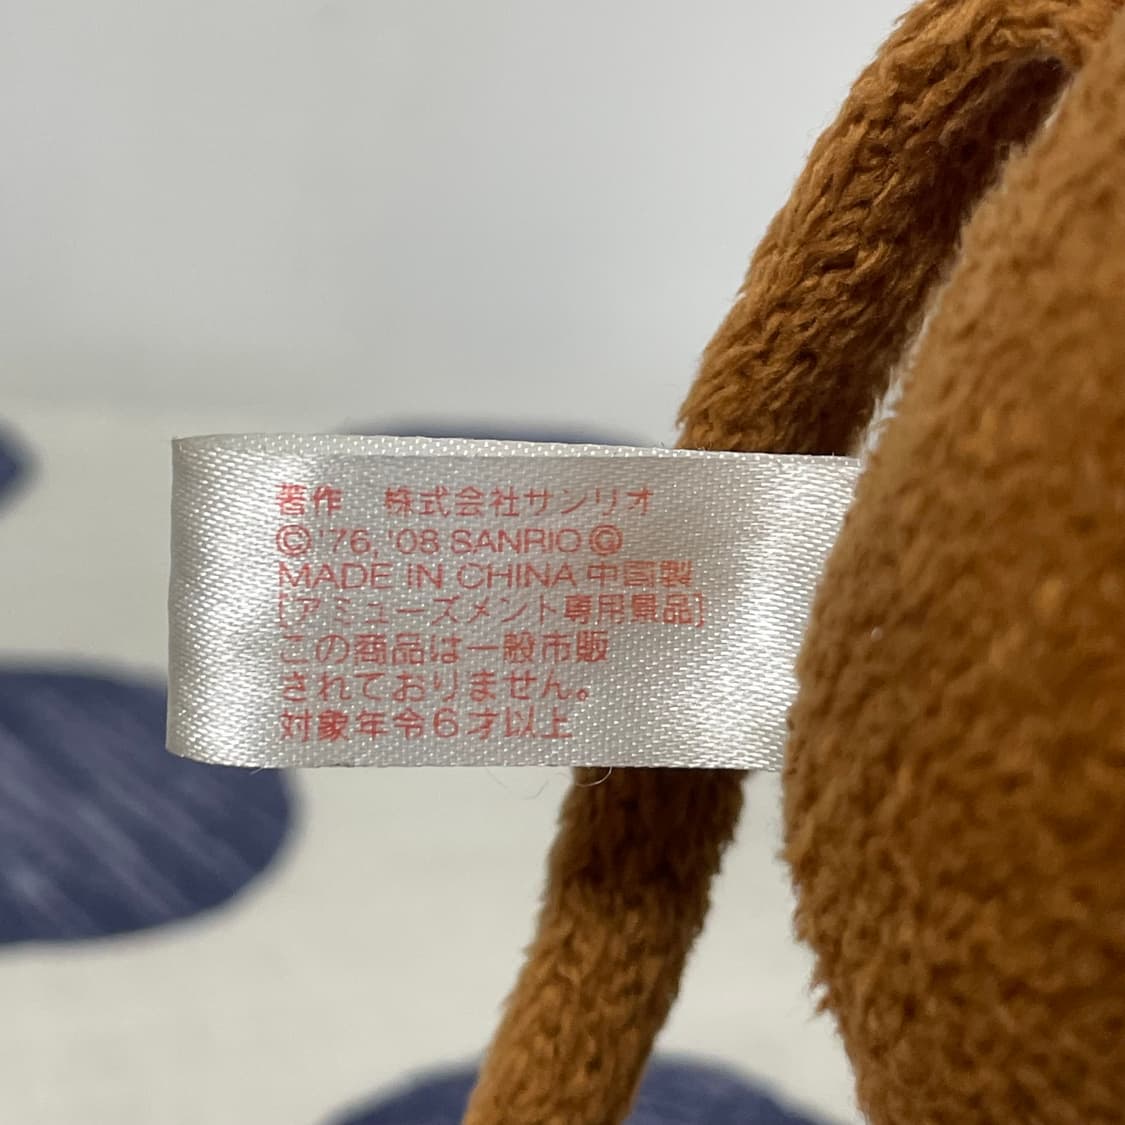 著作　株式会社サンリオ
©'76,'08 SANRIO Ⓖ
MADE IN CHINA 中国製
[アミューズメント専用景品]
この商品は一般市販
されておりません。
対象年令6才以上